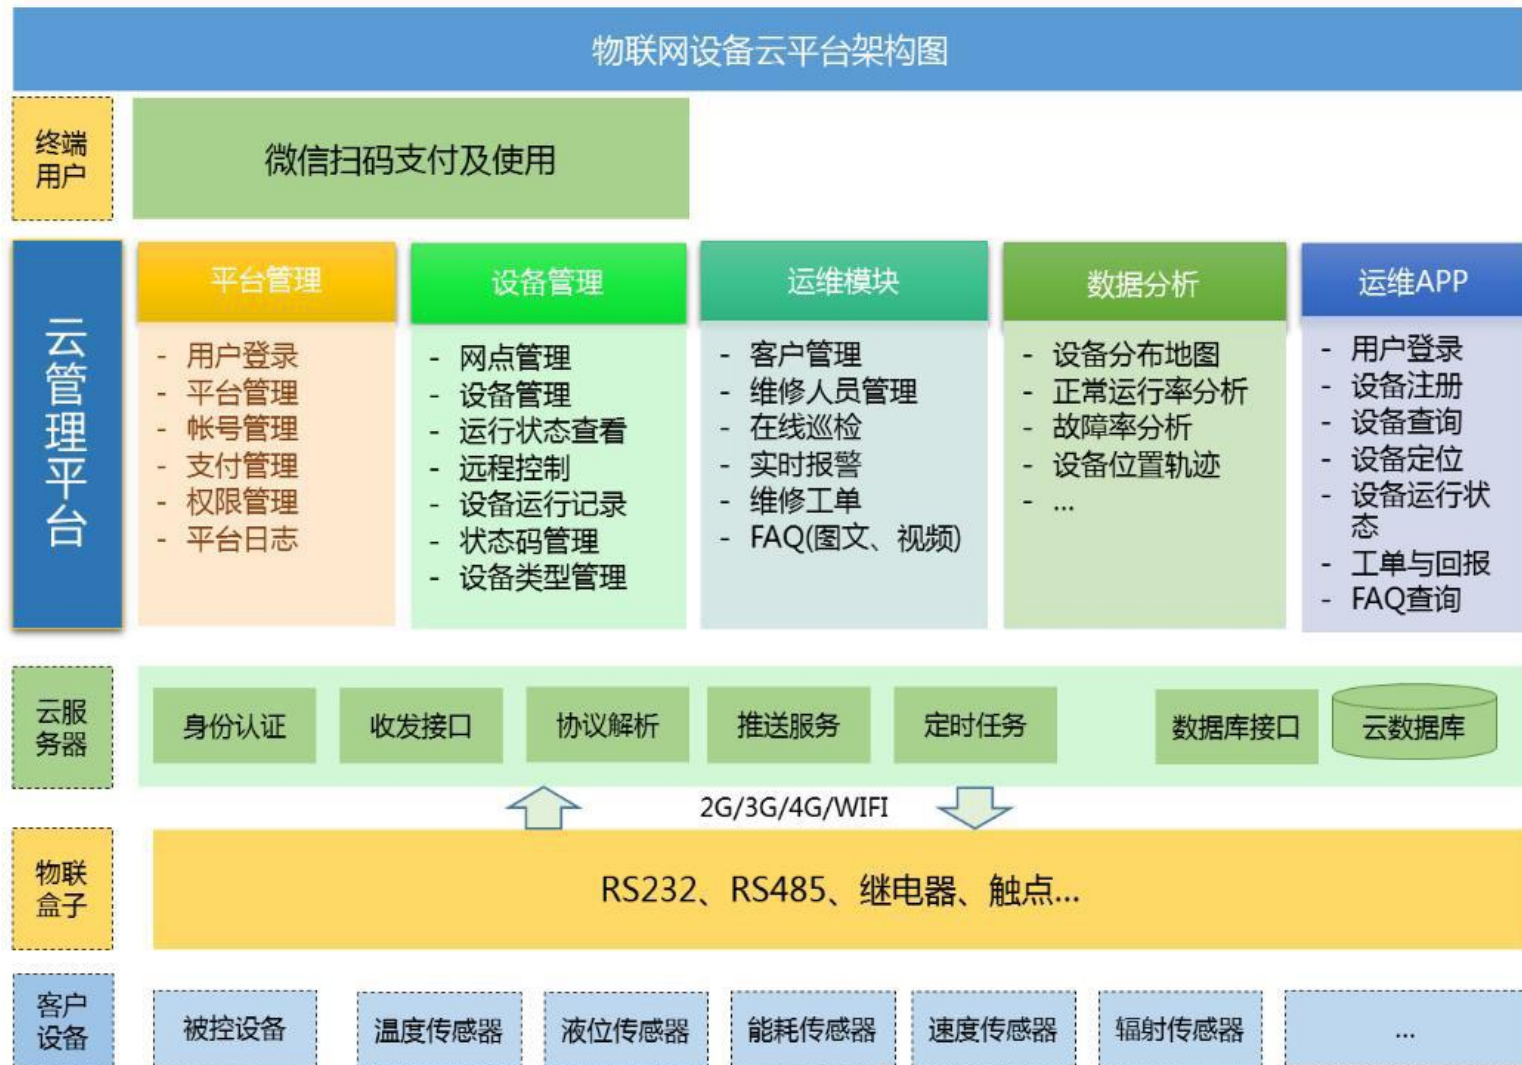 物联网设备云平台架构图
终端
用户
微信扫码支付及使用
云管理平台
平台管理
- 用户登录
- 平台管理
- 帐号管理
- 支付管理
- 权限管理
- 平台日志
设备管理
- 网点管理
- 设备管理
- 运行状态查看
- 远程控制
- 设备运行记录
- 状态码管理
- 设备类型管理
运维模块
- 客户管理
- 维修人员管理
- 在线巡检
- 实时报警
- 维修工单
- FAQ(图文、视频)
数据分析
- 设备分布地图
- 正常运行率分析
- 故障率分析
- 设备位置轨迹
- ...
运维APP
- 用户登录
- 设备注册
- 设备查询
- 设备定位
- 设备运行状
态
- 工单与回报
- FAQ查询
云服
务器
身份认证
收发接口
协议解析
推送服务
定时任务
数据库接口
云数据库
2G/3G/4G/WIFI
物联
盒子
RS232、RS485、继电器、触点...
客户
设备
被控设备
温度传感器
液位传感器
能耗传感器
速度传感器
辐射传感器
...